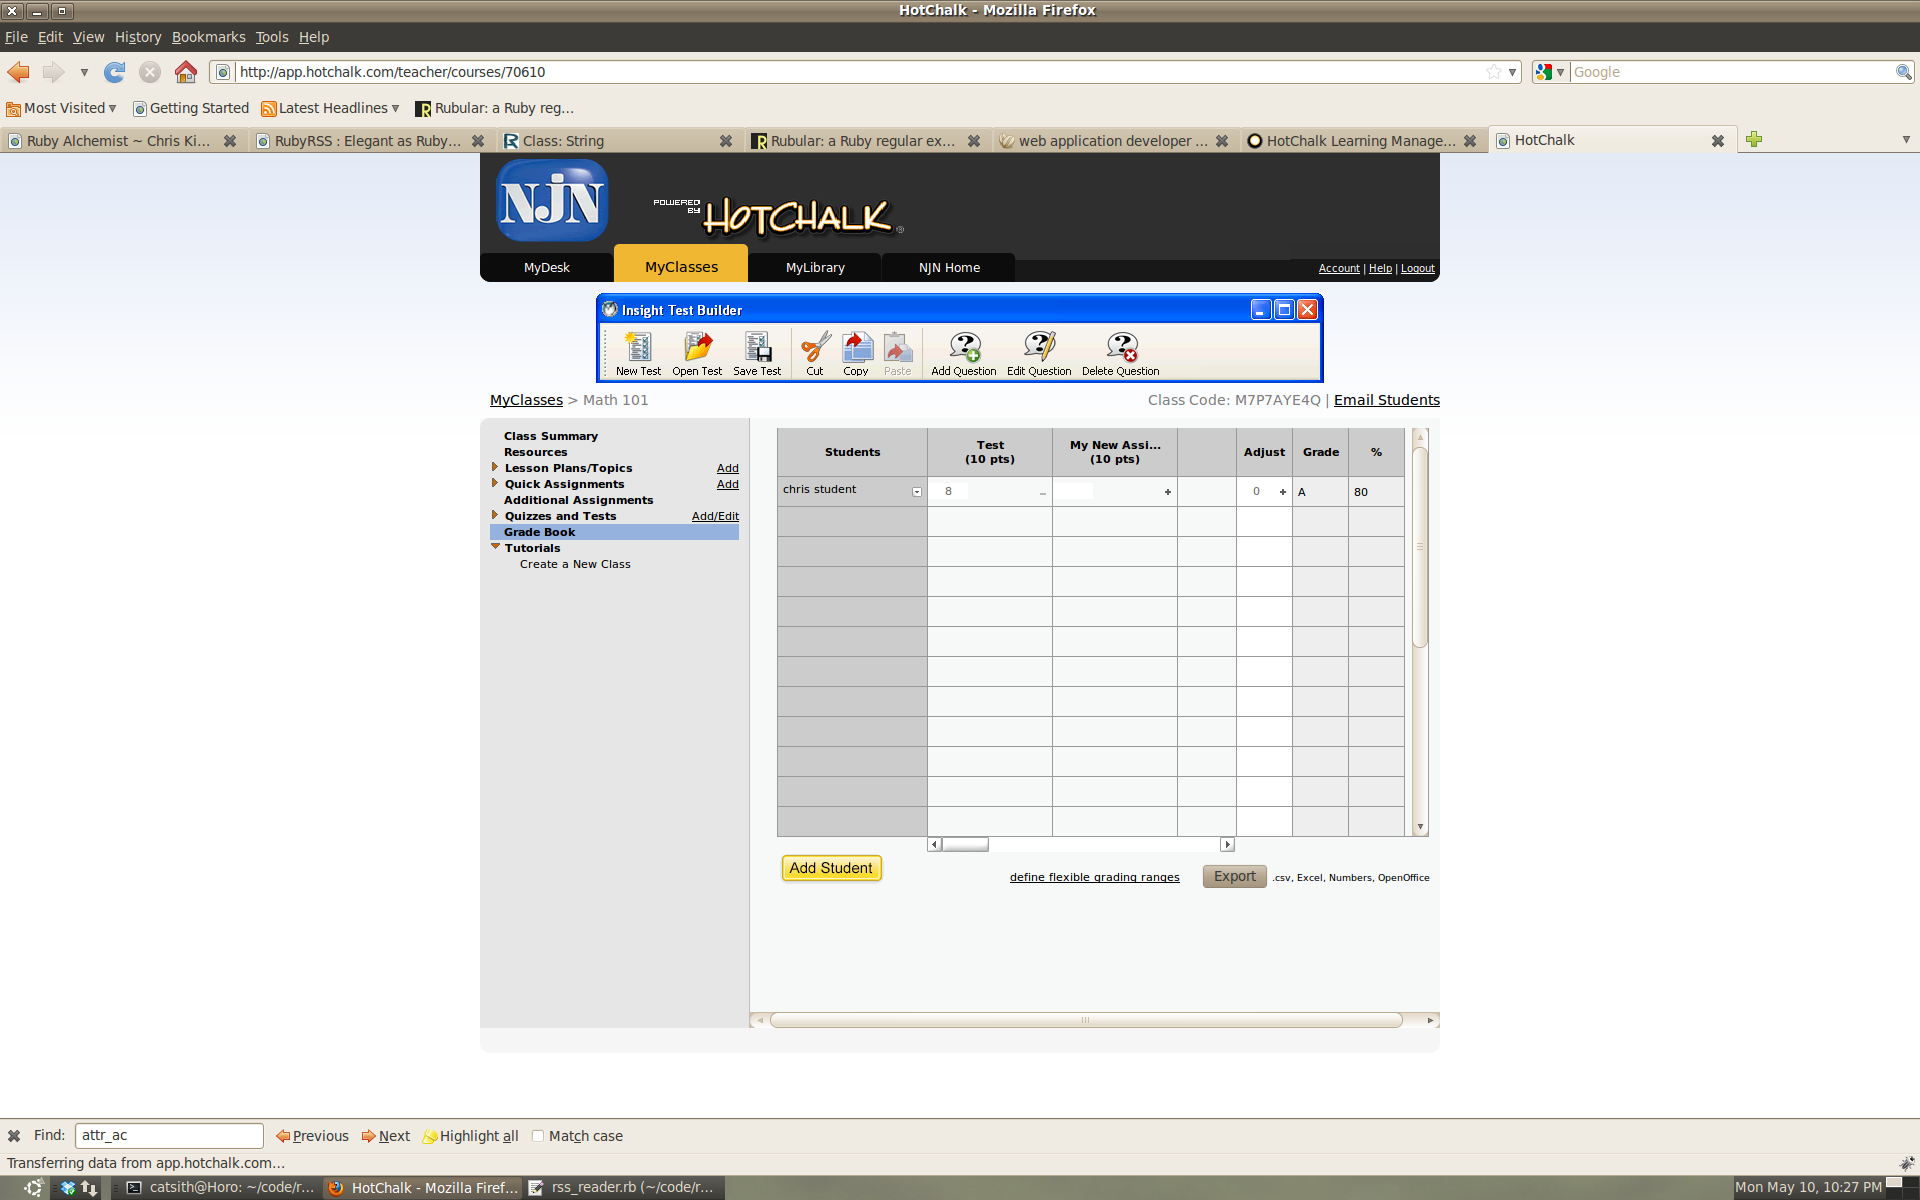 HotChalk - Mozilla Firefox
File Edit View History Bookmarks Tools Help
http://app.hotchalk.com/teacher/courses/70610
Google
Most Visited Getting Started Latest Headlines Rubular: a Ruby reg...
Ruby Alchemist ~ Chris Ki... RubyRSS : Elegant as Ruby... Class: String Rubular: a Ruby regular ex... web application developer ... HotChalk Learning Manage... HotChalk
NJN
POWERED BY HOTCHALK ®
MyDesk MyClasses MyLibrary NJN Home
Account | Help | Logout
Insight Test Builder
New Test Open Test Save Test Cut Copy Paste Add Question Edit Question Delete Question
MyClasses > Math 101
Class Code: M7P7AYE4Q | Email Students
Class Summary
Resources
Lesson Plans/Topics Add
Quick Assignments Add
Additional Assignments
Quizzes and Tests Add/Edit
Grade Book
Tutorials
Create a New Class
Students Test (10 pts) My New Assi... (10 pts) Adjust Grade %
chris student 8 – + 0 + A 80
Add Student
define flexible grading ranges
Export .csv, Excel, Numbers, OpenOffice
Find: attr_ac Previous Next Highlight all Match case
Transferring data from app.hotchalk.com...
catsith@Horo: ~/code/r... HotChalk - Mozilla Firef... rss_reader.rb (~/code/r...
Mon May 10, 10:27 PM